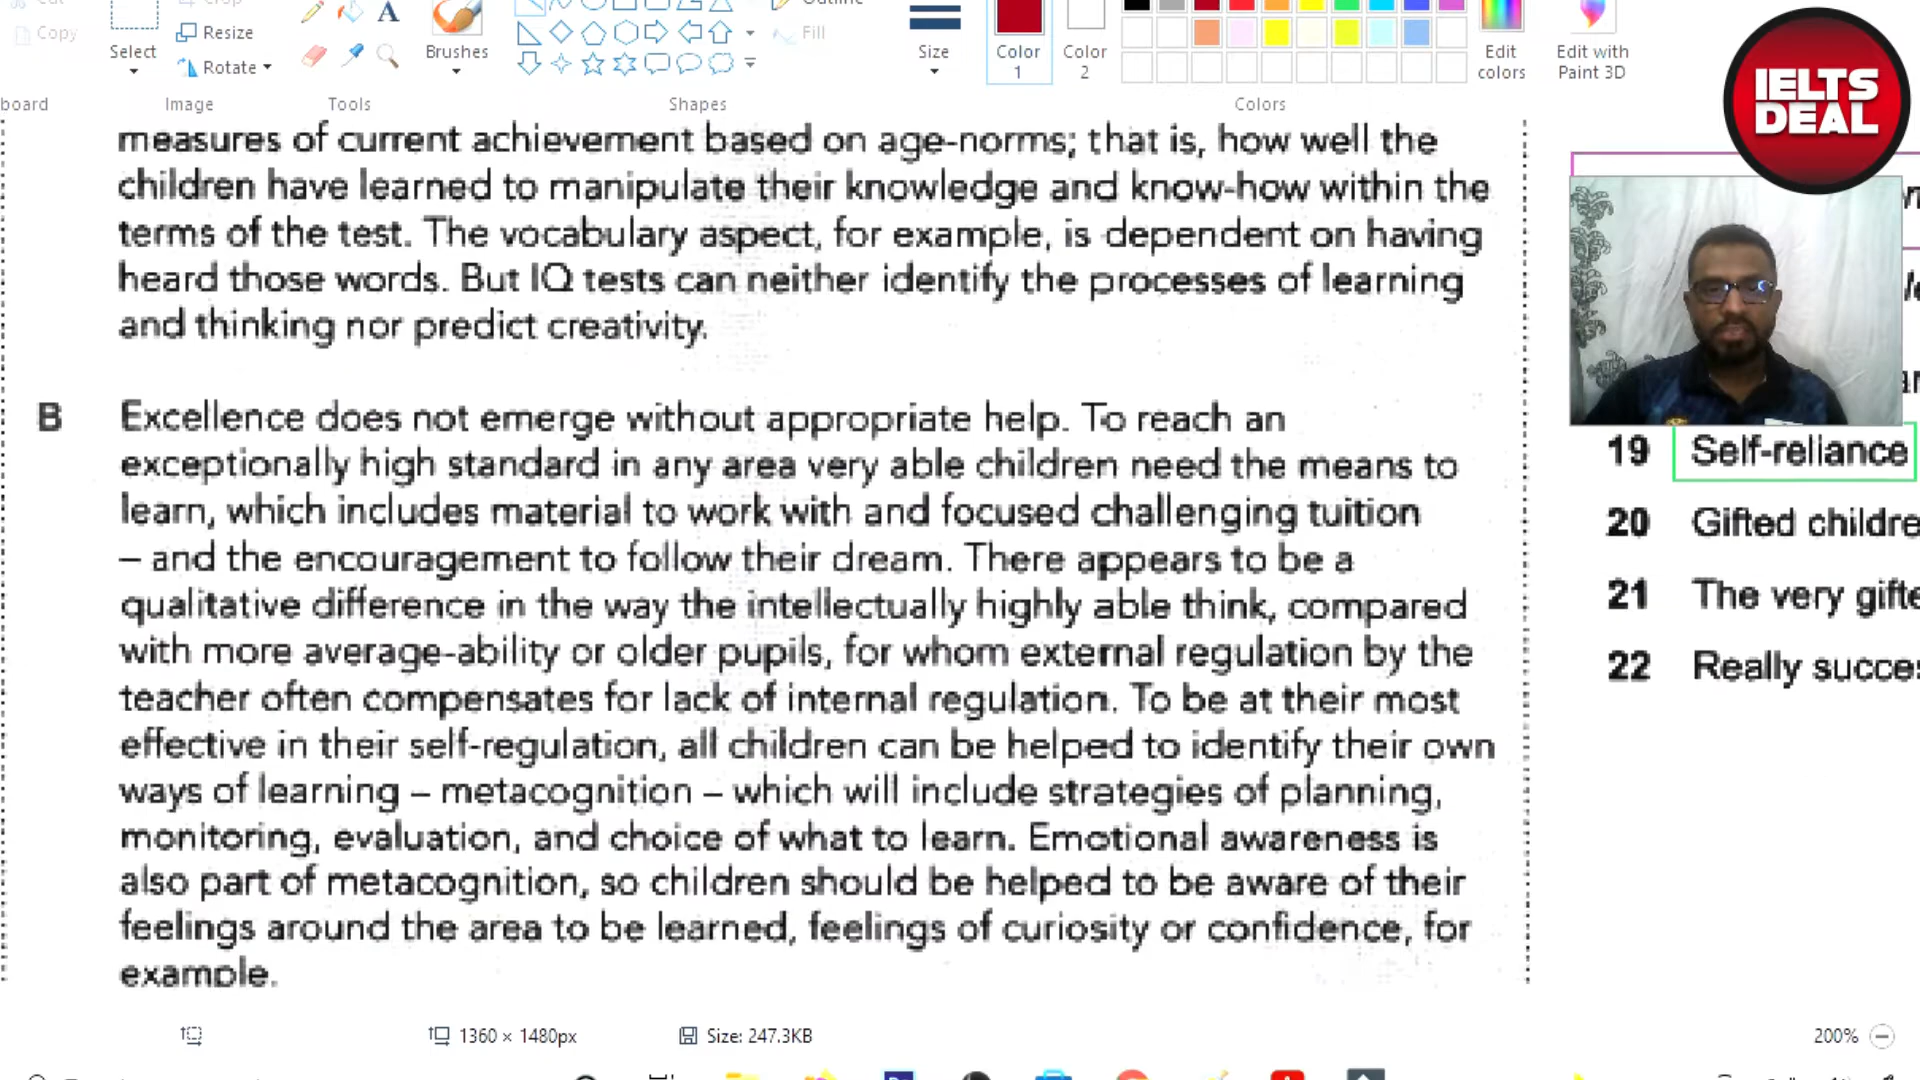 Copy
Select
Resize
Rotate
Brushes
Outline
Fill
Size
Color
1
Color
2
Edit
colors
Edit with
Paint 3D
board
Image
Tools
Shapes
Colors
IELTS
DEAL
measures of current achievement based on age-norms; that is, how well the
children have learned to manipulate their knowledge and know-how within the
terms of the test. The vocabulary aspect, for example, is dependent on having
heard those words. But IQ tests can neither identify the processes of learning
and thinking nor predict creativity.
B Excellence does not emerge without appropriate help. To reach an
exceptionally high standard in any area very able children need the means to
learn, which includes material to work with and focused challenging tuition
– and the encouragement to follow their dream. There appears to be a
qualitative difference in the way the intellectually highly able think, compared
with more average-ability or older pupils, for whom external regulation by the
teacher often compensates for lack of internal regulation. To be at their most
effective in their self-regulation, all children can be helped to identify their own
ways of learning – metacognition – which will include strategies of planning,
monitoring, evaluation, and choice of what to learn. Emotional awareness is
also part of metacognition, so children should be helped to be aware of their
feelings around the area to be learned, feelings of curiosity or confidence, for
example.
19 Self-reliance
20 Gifted childre
21 The very gifte
22 Really succes
1360 × 1480px
Size: 247.3KB
200%